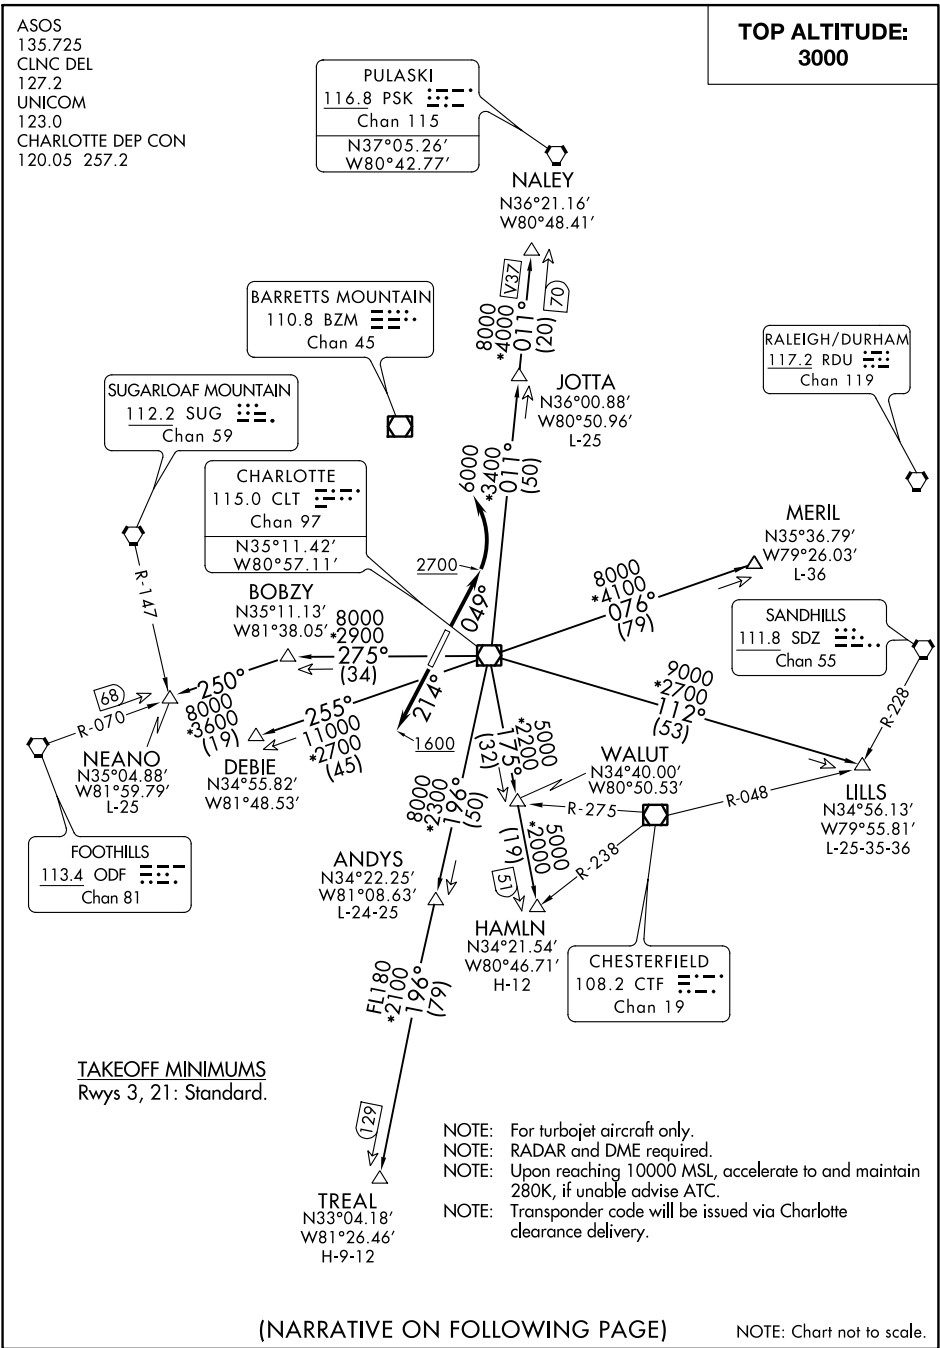 ASOS
135.725
CLNC DEL
127.2
UNICOM
123.0
CHARLOTTE DEP CON
120.05 257.2
TOP ALTITUDE:
3000
PULASKI
116.8 PSK
Chan 115
N37°05.26′
W80°42.77′
NALEY
N36°21.16′
W80°48.41′
V37
70
8000
*4000
011°
(20)
BARRETTS MOUNTAIN
110.8 BZM
Chan 45
RALEIGH/DURHAM
117.2 RDU
Chan 119
SUGARLOAF MOUNTAIN
112.2 SUG
Chan 59
JOTTA
N36°00.88′
W80°50.96′
L-25
6000
*3400
011°
(50)
CHARLOTTE
115.0 CLT
Chan 97
N35°11.42′
W80°57.11′
MERIL
N35°36.79′
W79°26.03′
L-36
8000
*4100
076°
(79)
2700
049°
R-147
BOBZY
N35°11.13′
W81°38.05′
8000
*2900
275°
(34)
SANDHILLS
111.8 SDZ
Chan 55
R-228
250°
8000
*3600
(19)
68
R-070
255°
11000
*2700
(45)
214°
1600
9000
*2700
112°
(53)
5000
*2200
175°
(32)
NEANO
N35°04.88′
W81°59.79′
L-25
DEBIE
N34°55.82′
W81°48.53′
WALUT
N34°40.00′
W80°50.53′
R-275
R-048
R-238
LILLS
N34°56.13′
W79°55.81′
L-25-35-36
8000
*2300
196°
(50)
5000
*2000
(19)
51
FOOTHILLS
113.4 ODF
Chan 81
ANDYS
N34°22.25′
W81°08.63′
L-24-25
HAMLN
N34°21.54′
W80°46.71′
H-12
CHESTERFIELD
108.2 CTF
Chan 19
FL180
*2100
196°
(79)
129
TAKEOFF MINIMUMS
Rwys 3, 21: Standard.
TREAL
N33°04.18′
W81°26.46′
H-9-12
NOTE: For turbojet aircraft only.
NOTE: RADAR and DME required.
NOTE: Upon reaching 10000 MSL, accelerate to and maintain
280K, if unable advise ATC.
NOTE: Transponder code will be issued via Charlotte
clearance delivery.
(NARRATIVE ON FOLLOWING PAGE)
NOTE: Chart not to scale.